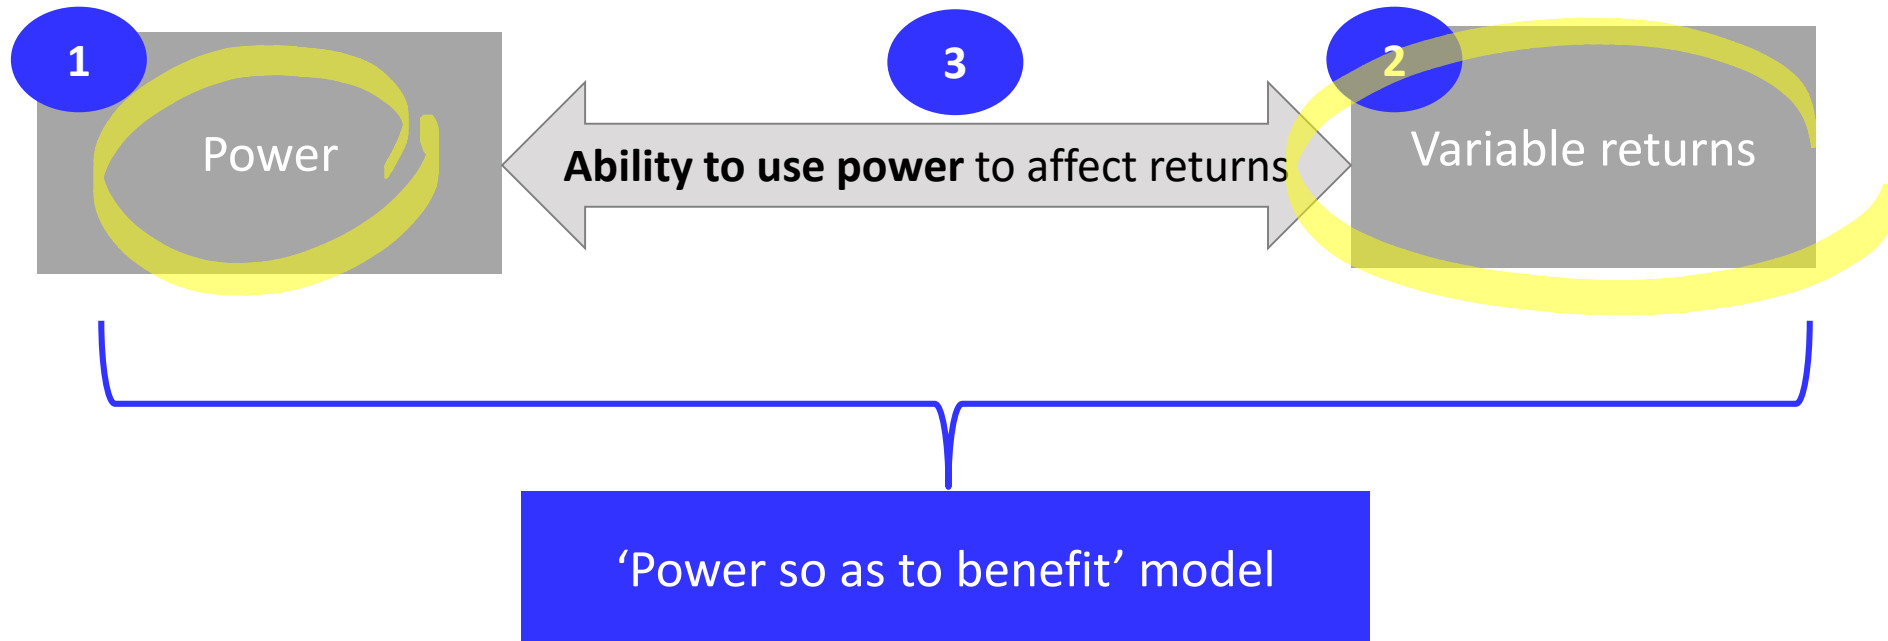 1
Power
3
Ability to use power to affect returns
2
Variable returns
‘Power so as to benefit’ model